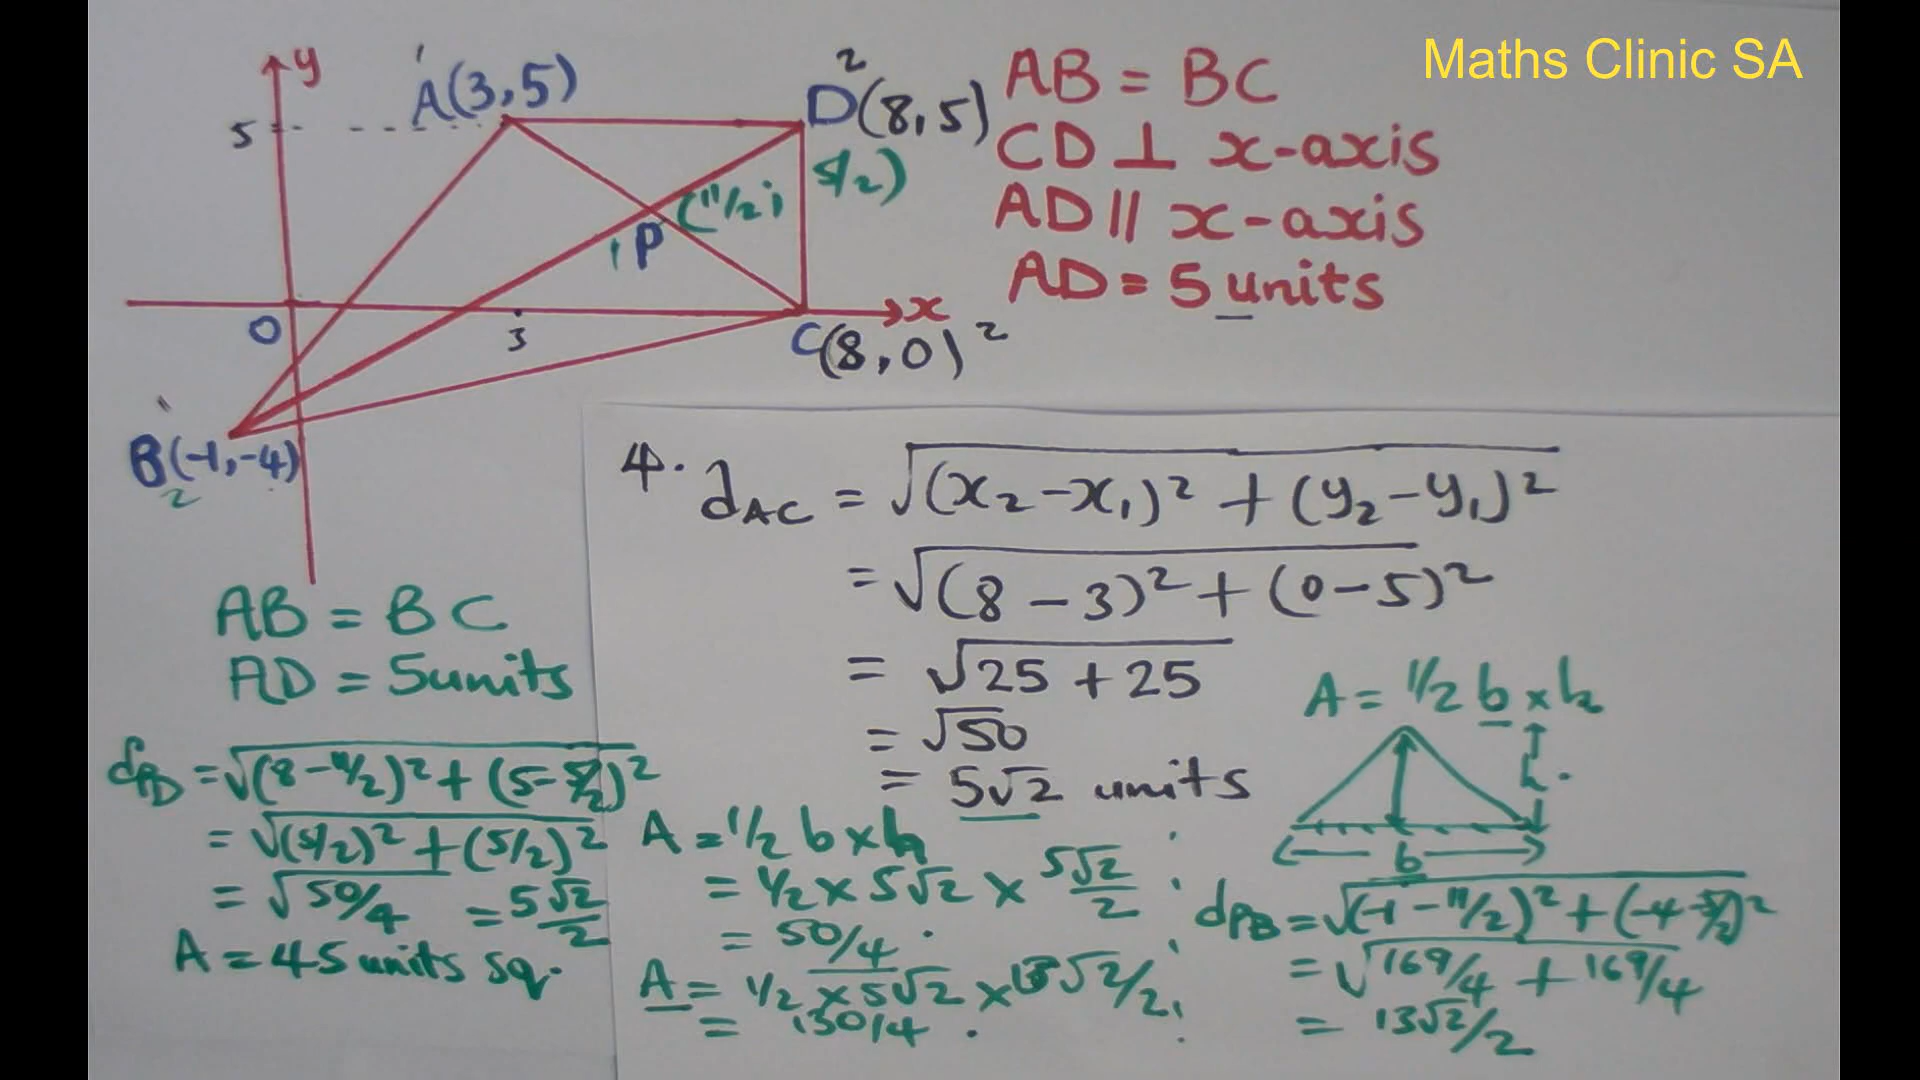 Maths Clinic SA
y
A(3,5)
1
D(8,5)
2
5
(11/2; 5/2)
1 P
O
3
x
C(8,0) 2
B(-1,-4)
2
AB = BC
CD ⊥ x-axis
AD || x-axis
AD = 5 units
AB = BC
AD = 5units
dPD = √(8-11/2)² + (5-5/2)²
= √(5/2)² + (5/2)²
= √50/4 = 5√2/2
A = 45 units sq.
4. dAC = √(x₂-x₁)² + (y₂-y₁)²
= √(8-3)² + (0-5)²
= √25 + 25
= √50
= 5√2 units
A = 1/2 b x h
= 1/2 x 5√2 x 5√2/2
= 50/4
A = 1/2 x 5√2 x 13√2/2
= 130/4
A = 1/2 b x h
h
b
dPB = √(-1-11/2)² + (-4-5/2)²
= √169/4 + 169/4
= 13√2/2